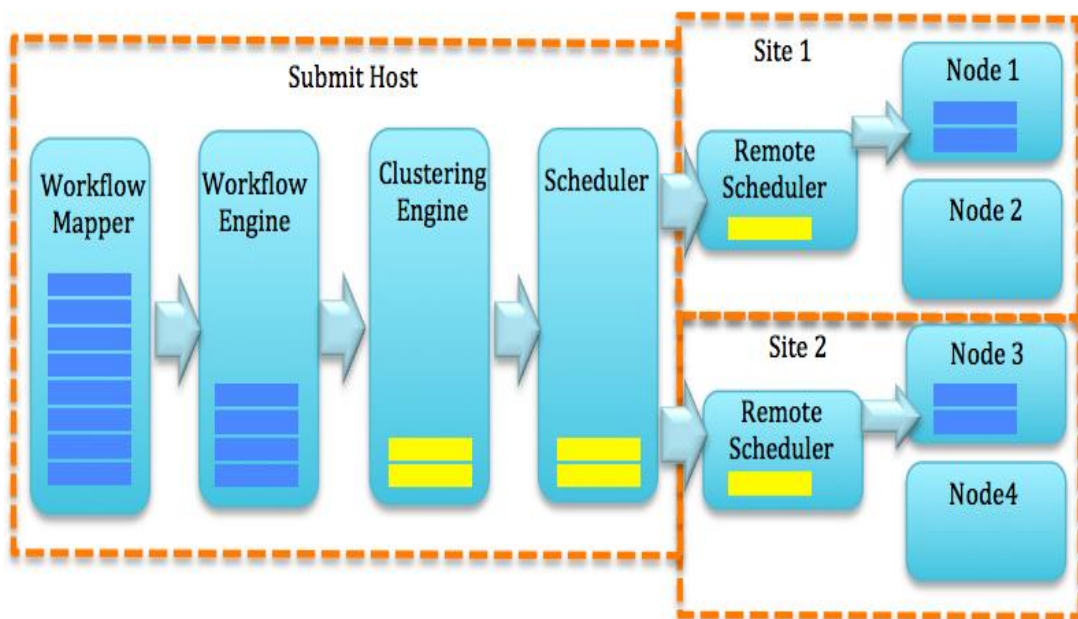 Submit Host
Workflow
Mapper
Workflow
Engine
Clustering
Engine
Scheduler
Site 1
Remote
Scheduler
Node 1
Node 2
Site 2
Remote
Scheduler
Node 3
Node4